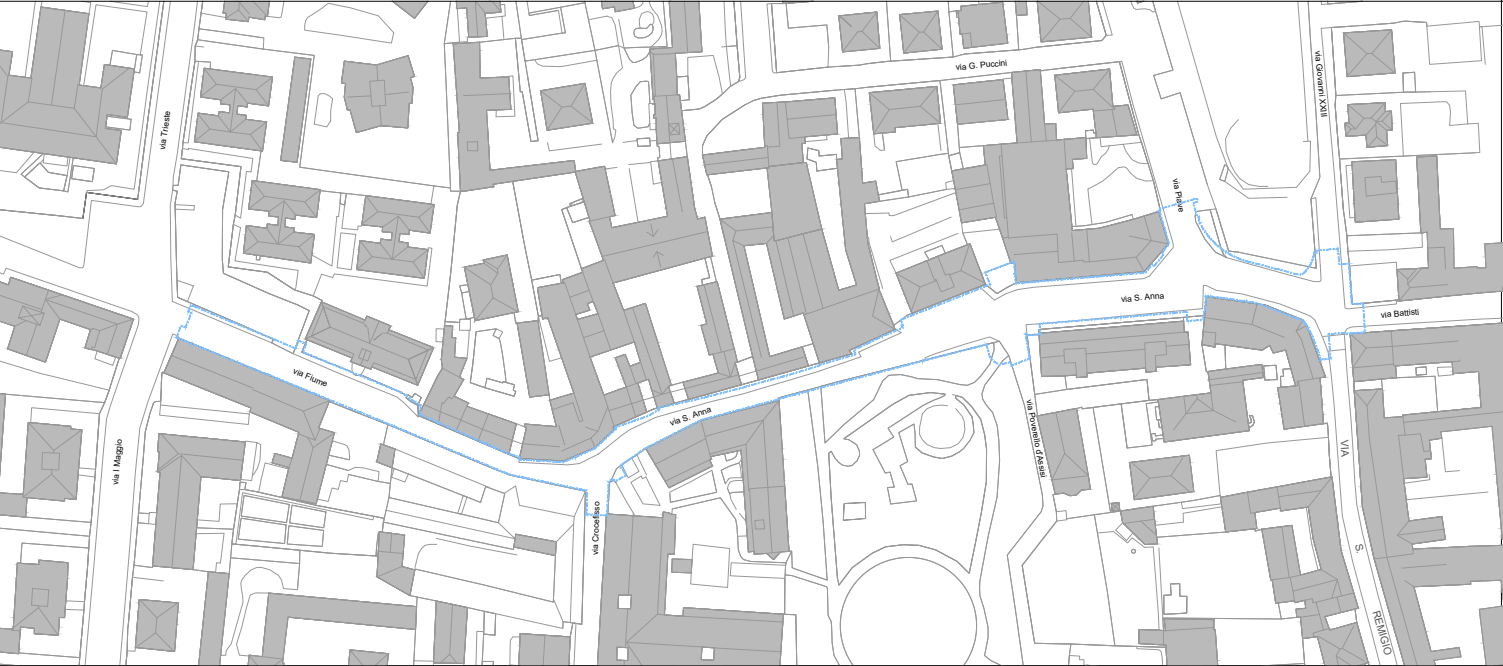 via G. Puccini
via Giovanni XXIII
via Trieste
via Piave
via S. Anna
via Battisti
via Fiume
via S. Anna
via Poverello d'Assisi
via I Maggio
VIA
S.
REMIGIO
via Crocefisso